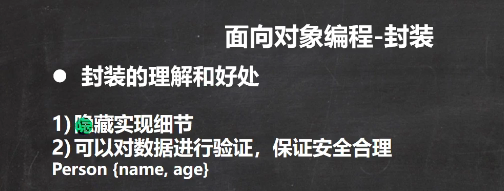 面向对象编程-封装
● 封装的理解和好处
1) 隐藏实现细节
2) 可以对数据进行验证，保证安全合理
Person {name, age}